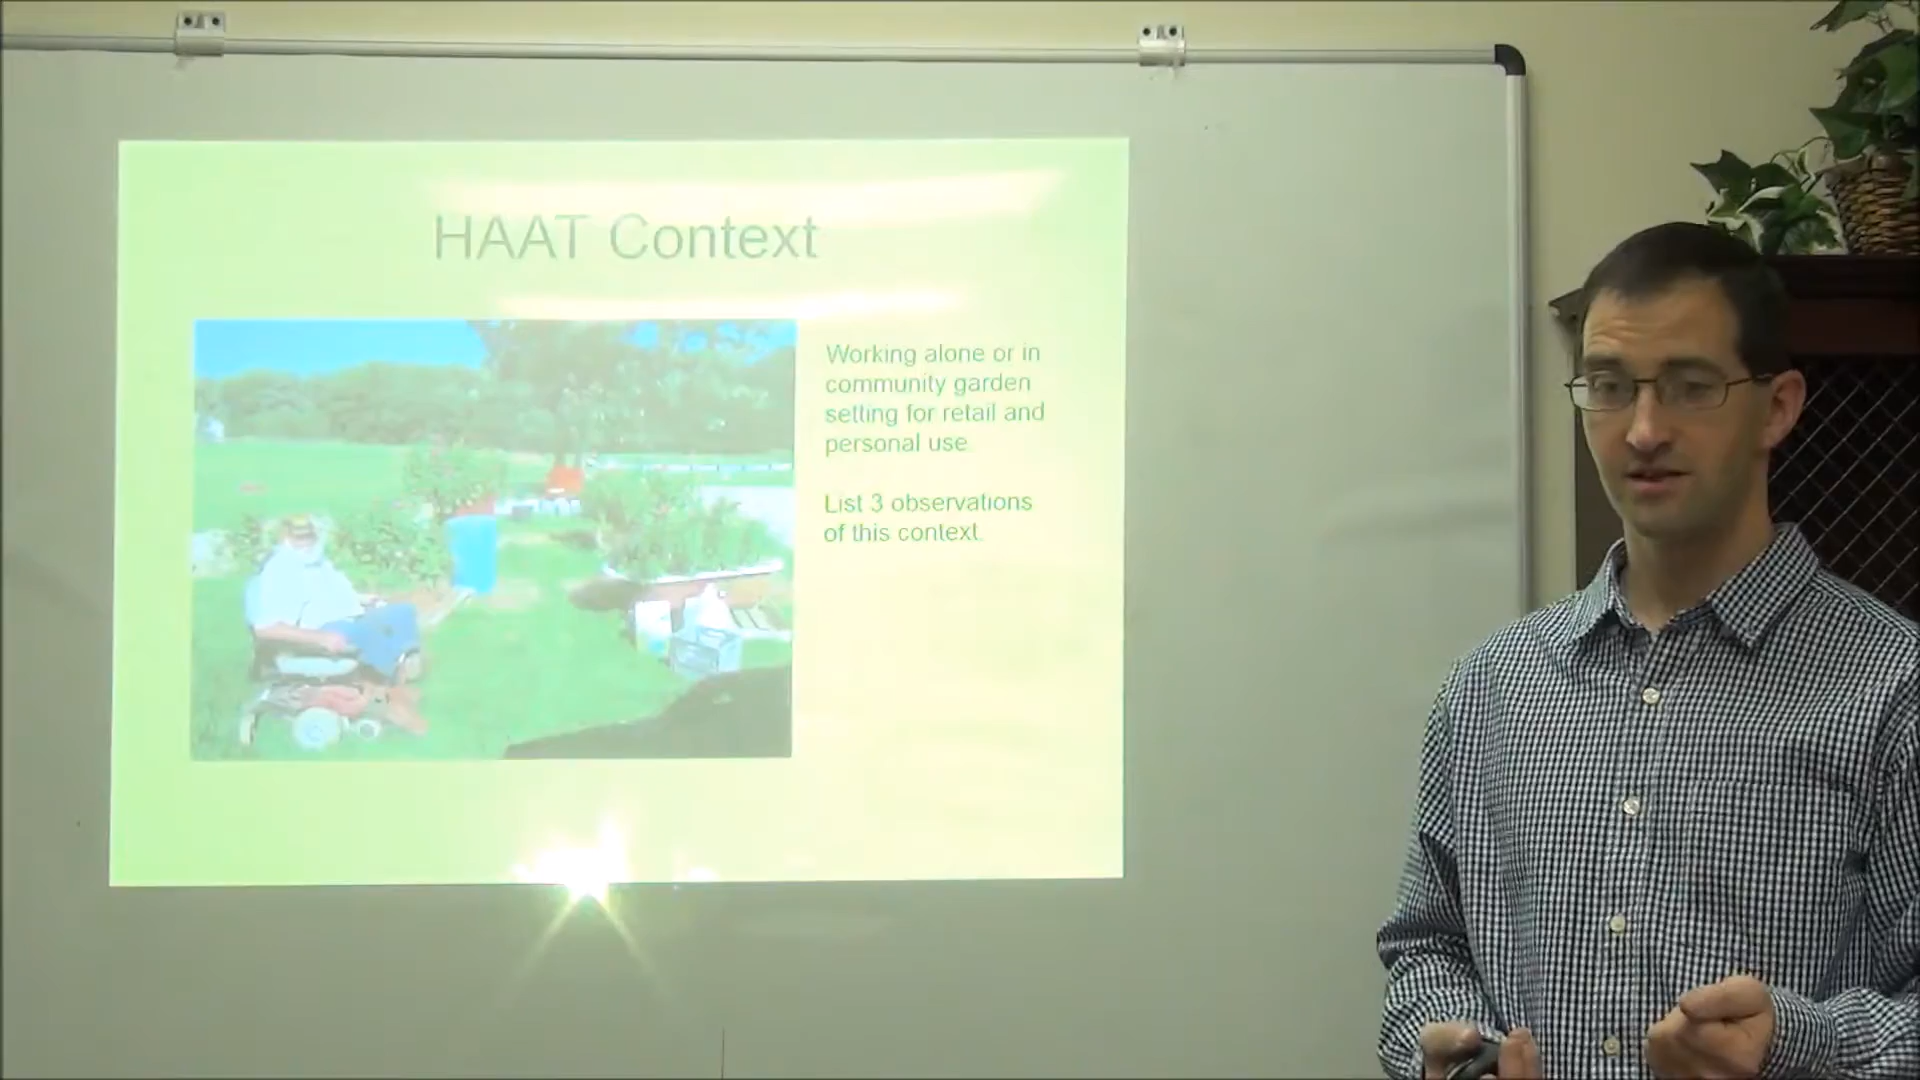 HAAT Context
Working alone or in
community garden
setting for retail and
personal use.
List 3 observations
of this context.